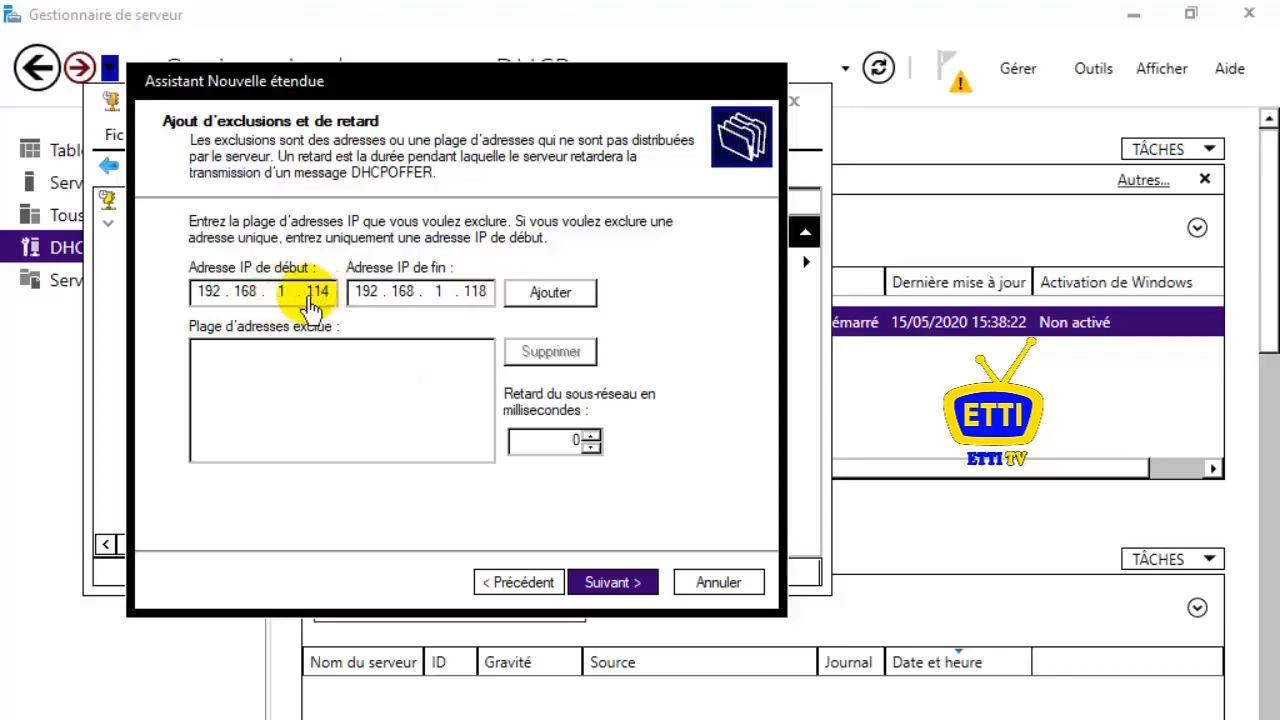 Gestionnaire de serveur
Gérer
Outils
Afficher
Aide
Assistant Nouvelle étendue
Ajout d'exclusions et de retard
Les exclusions sont des adresses ou une plage d'adresses qui ne sont pas distribuées
par le serveur. Un retard est la durée pendant laquelle le serveur retardera la
transmission d'un message DHCPOFFER.
Entrez la plage d'adresses IP que vous voulez exclure. Si vous voulez exclure une
adresse unique, entrez uniquement une adresse IP de début.
Adresse IP de début :
Adresse IP de fin :
192 . 168 . 1 . 114
192 . 168 . 1 . 118
Ajouter
Plage d'adresses exclue :
Supprimer
Retard du sous-réseau en
millisecondes :
0
< Précédent
Suivant >
Annuler
Fic
Tabl
Serv
Tous
DHC
Serv
TÂCHES
Autres...
Dernière mise à jour
Activation de Windows
émarré
15/05/2020 15:38:22
Non activé
ETTI
ETTI TV
TÂCHES
Nom du serveur
ID
Gravité
Source
Journal
Date et heure